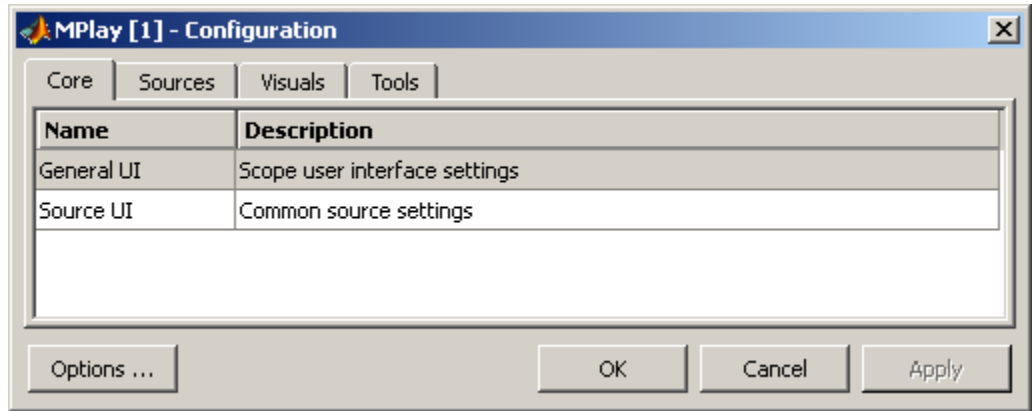 MPlay [1] - Configuration
Core Sources Visuals Tools
Name Description
General UI Scope user interface settings
Source UI Common source settings
Options ... OK Cancel Apply